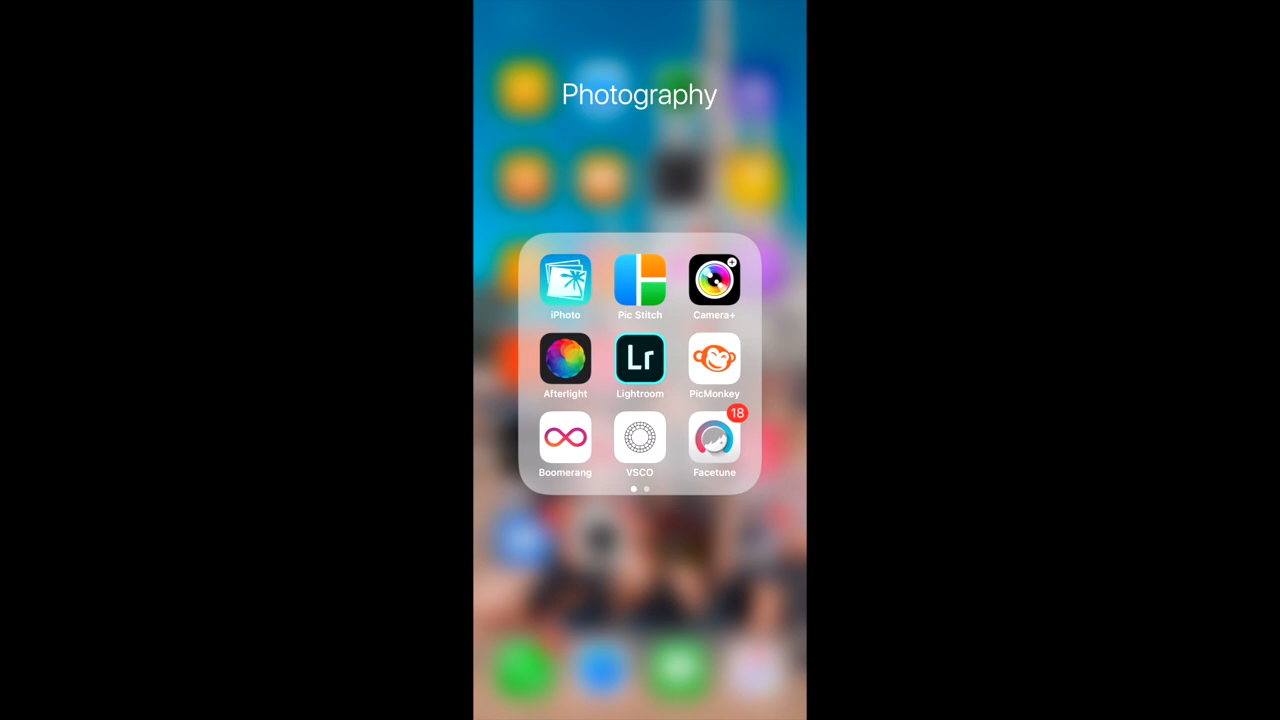 Photography
iPhoto
Pic Stitch
Camera+
Afterlight
Lr
Lightroom
PicMonkey
18
Boomerang
VSCO
Facetune